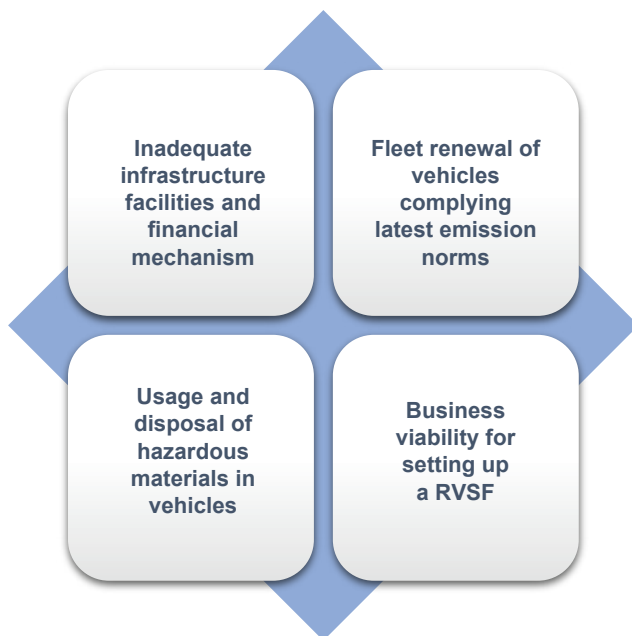 Inadequate
infrastructure
facilities and
financial
mechanism
Fleet renewal of
vehicles
complying
latest emission
norms
Usage and
disposal of
hazardous
materials in
vehicles
Business
viability for
setting up
a RVSF